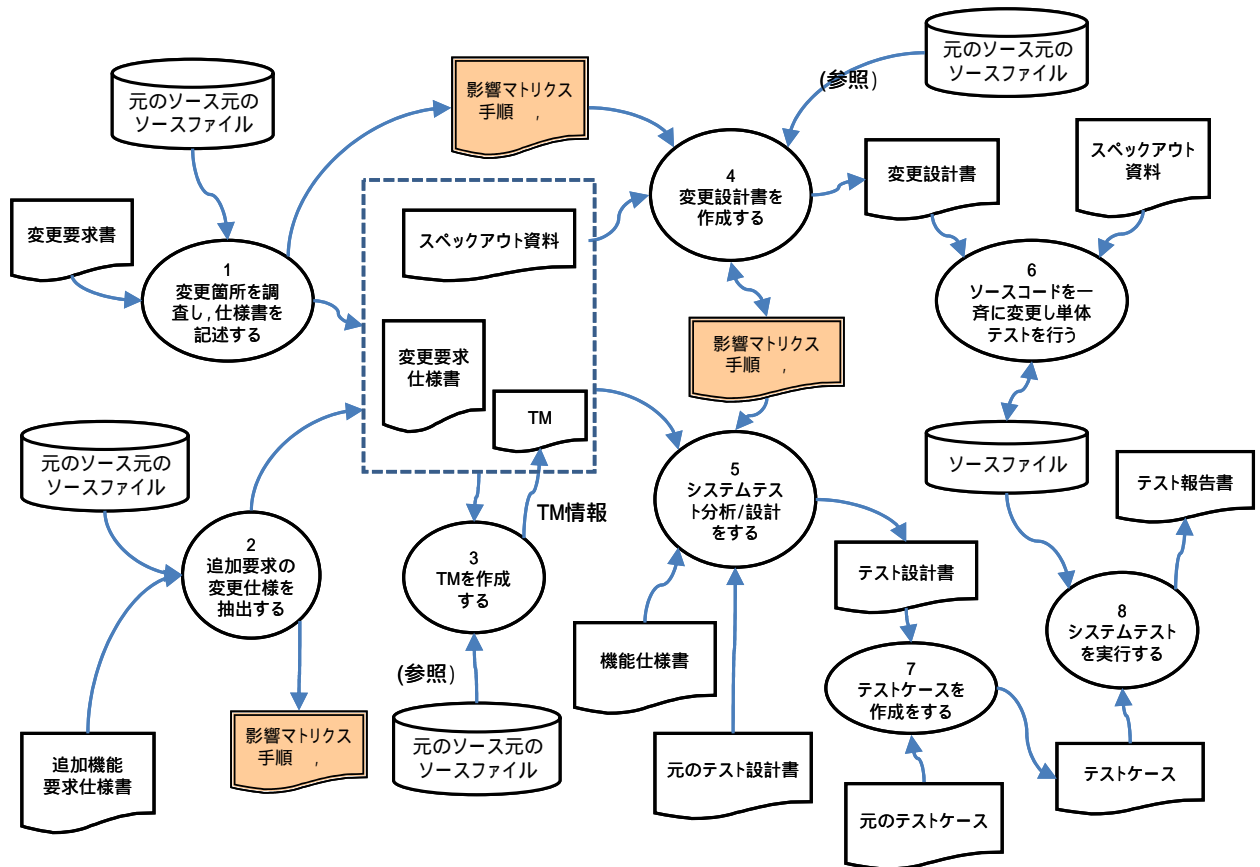 元のソース元の
ソースファイル
変更要求書
1
変更箇所を調
査し,仕様書を
記述する
影響マトリクス
手順 ,
(参照)
元のソース元の
ソースファイル
4
変更設計書を
作成する
変更設計書
スペックアウト
資料
スペックアウト資料
変更要求
仕様書
TM
影響マトリクス
手順 ,
6
ソースコードを一
斉に変更し単体
テストを行う
元のソース元の
ソースファイル
2
追加要求の
変更仕様を
抽出する
TM情報
3
TMを作成
する
5
システムテス
ト分析/設計
をする
ソースファイル
テスト報告書
テスト設計書
8
システムテスト
を実行する
機能仕様書
7
テストケースを
作成をする
(参照)
追加機能
要求仕様書
影響マトリクス
手順 ,
元のソース元の
ソースファイル
元のテスト設計書
元のテストケース
テストケース